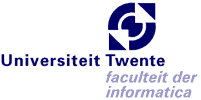 Universiteit Twente
faculteit der
informatica